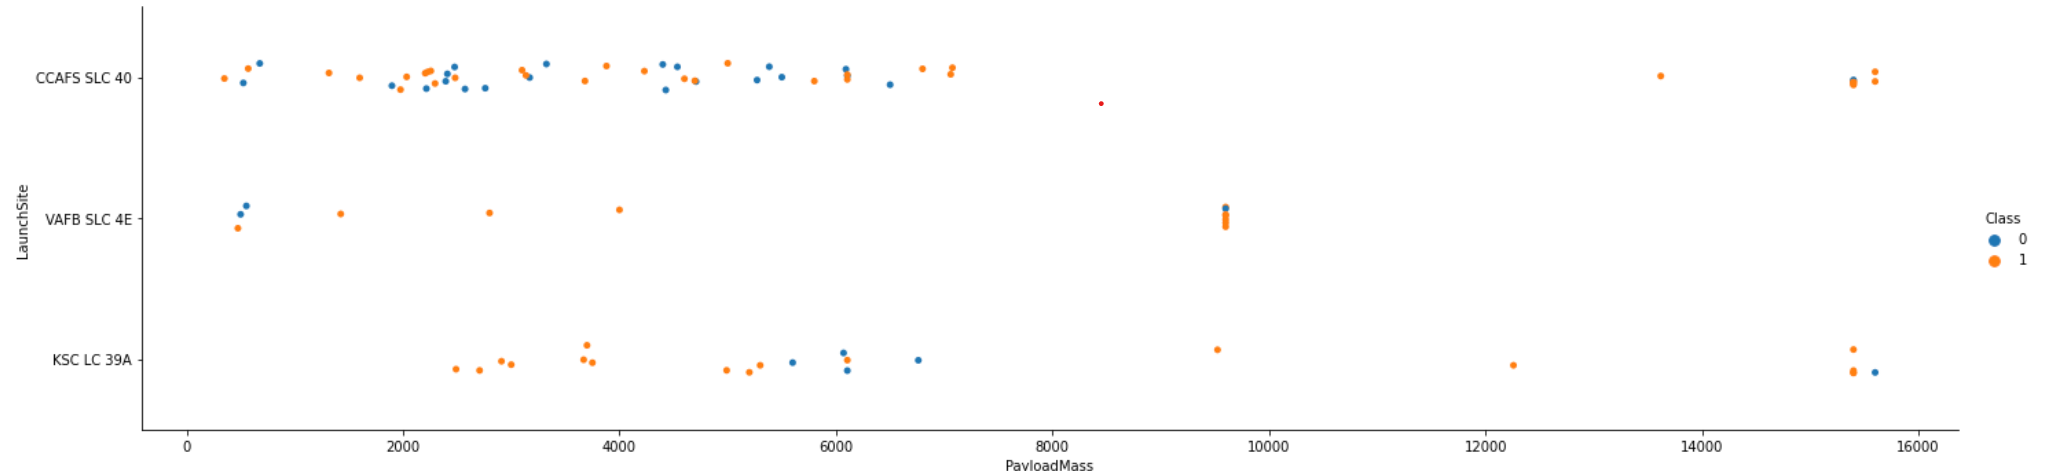 CCAFS SLC 40
VAFB SLC 4E
KSC LC 39A
LaunchSite
0 2000 4000 6000 8000 10000 12000 14000 16000
PayloadMass
Class
0
1